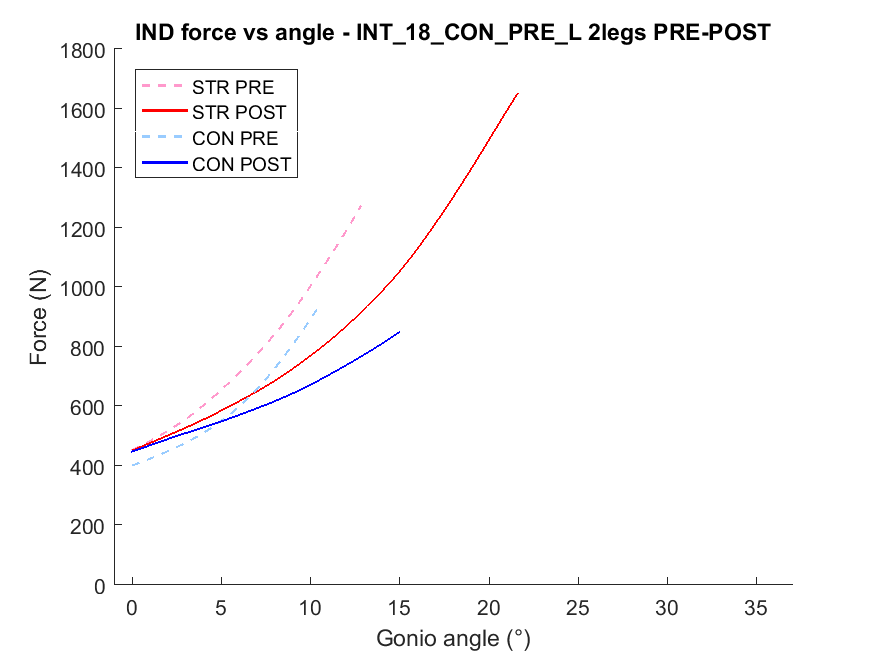 IND force vs angle - INT_18_CON_PRE_L 2legs PRE-POST
1800
1600
1400
1200
1000
800
600
400
200
0
Force (N)
STR PRE
STR POST
CON PRE
CON POST
0 5 10 15 20 25 30 35
Gonio angle (°)